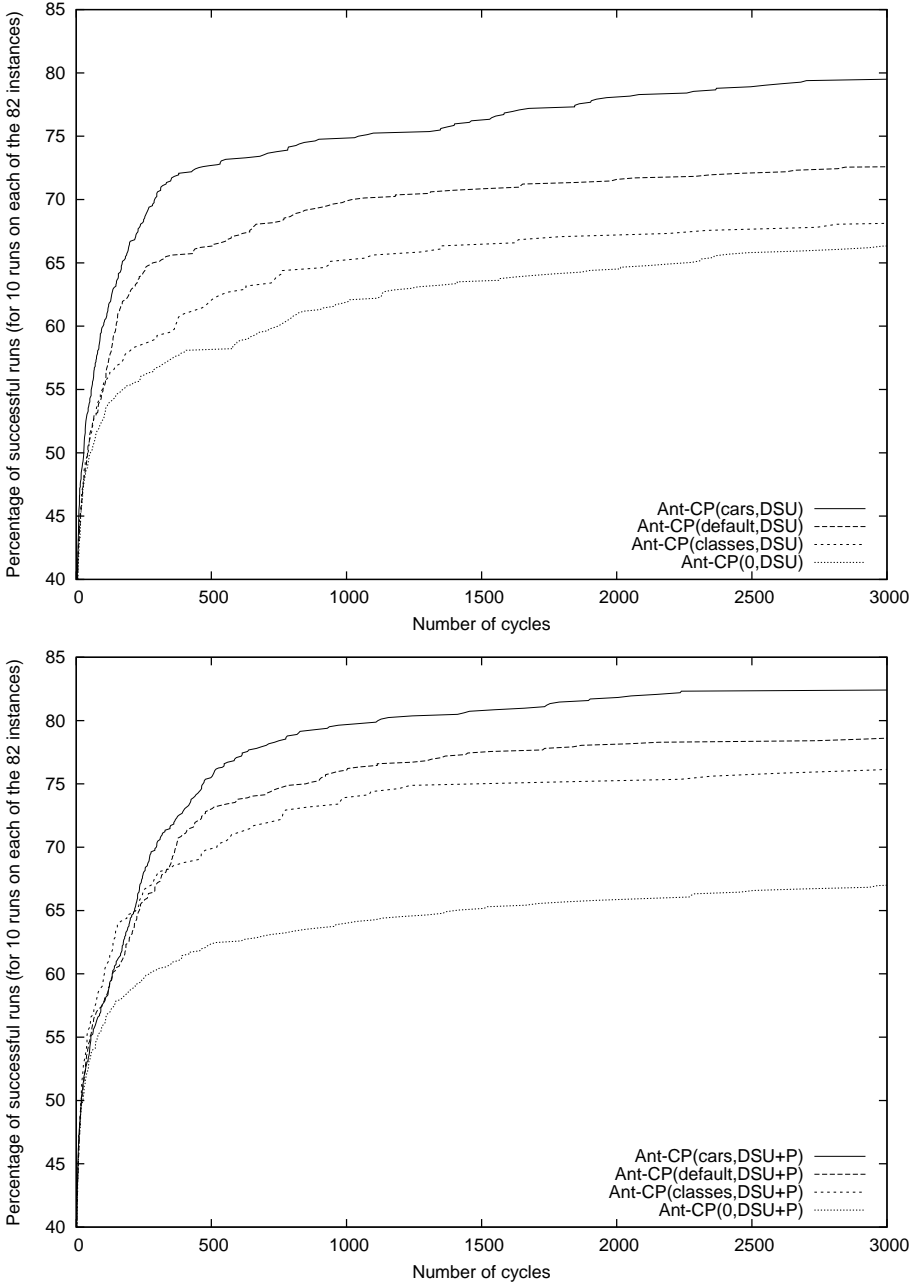 85
80
75
70
65
60
55
50
45
40
Percentage of successful runs (for 10 runs on each of the 82 instances)
Ant-CP(cars,DSU)
Ant-CP(default,DSU)
Ant-CP(classes,DSU)
Ant-CP(0,DSU)
0 500 1000 1500 2000 2500 3000
Number of cycles
85
80
75
70
65
60
55
50
45
40
Percentage of successful runs (for 10 runs on each of the 82 instances)
Ant-CP(cars,DSU+P)
Ant-CP(default,DSU+P)
Ant-CP(classes,DSU+P)
Ant-CP(0,DSU+P)
0 500 1000 1500 2000 2500 3000
Number of cycles